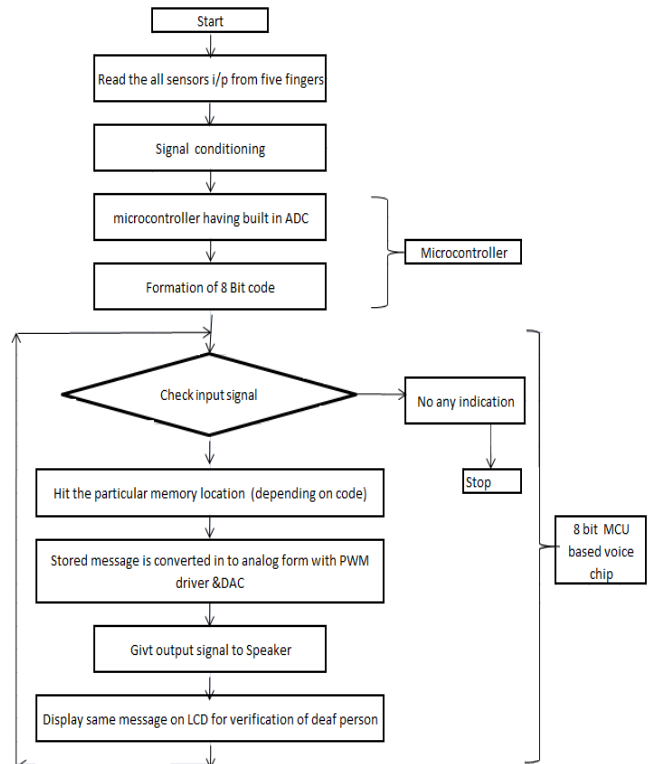 Start
Read the all sensors i/p from five fingers
Signal conditioning
microcontroller having built in ADC
Microcontroller
Formation of 8 Bit code
Check input signal
No any indication
Stop
Hit the particular memory location (depending on code)
8 bit MCU
based voice
chip
Stored message is converted in to analog form with PWM
driver &DAC
Givt output signal to Speaker
Display same message on LCD for verification of deaf person